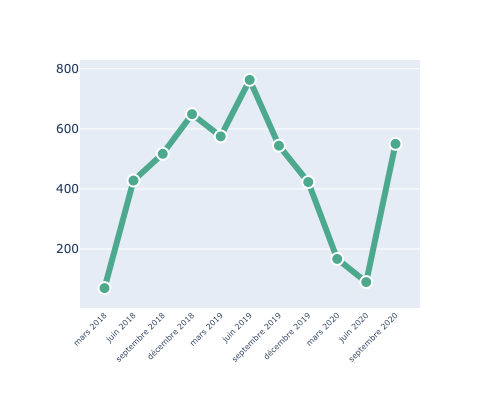 800
600
400
200
mars 2018
juin 2018
septembre 2018
décembre 2018
mars 2019
juin 2019
septembre 2019
décembre 2019
mars 2020
juin 2020
septembre 2020